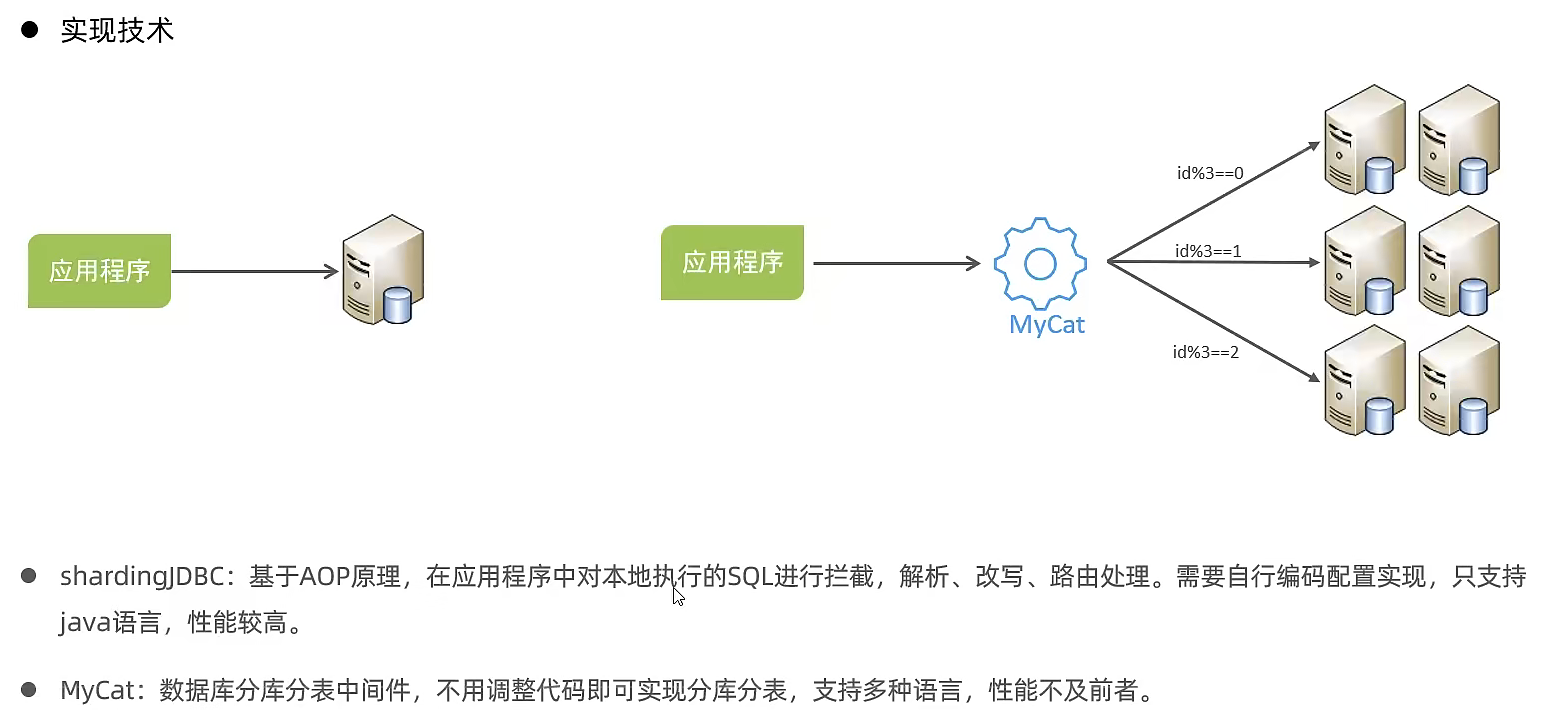 实现技术
应用程序
应用程序
MyCat
id%3==0
id%3==1
id%3==2
shardingJDBC：基于AOP原理，在应用程序中对本地执行的SQL进行拦截，解析、改写、路由处理。需要自行编码配置实现，只支持
java语言，性能较高。
MyCat：数据库分库分表中间件，不用调整代码即可实现分库分表，支持多种语言，性能不及前者。